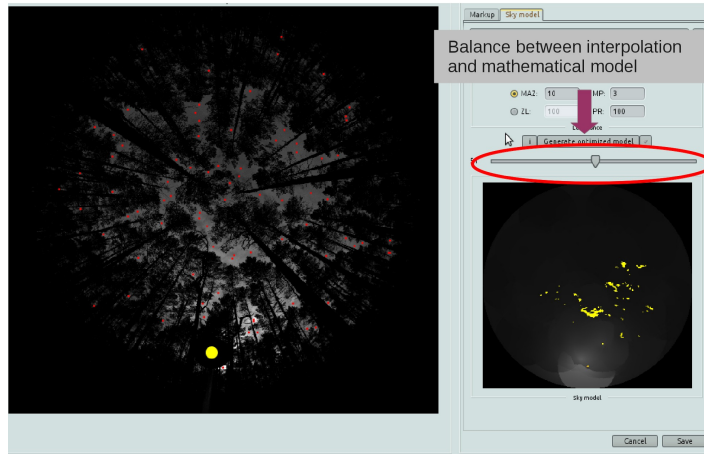 Markup Sky model
Balance between interpolation
and mathematical model
MAZ: 10 MP: 3
ZL: 100 PR: 100
i Generate optimized model
Sky model
Cancel Save